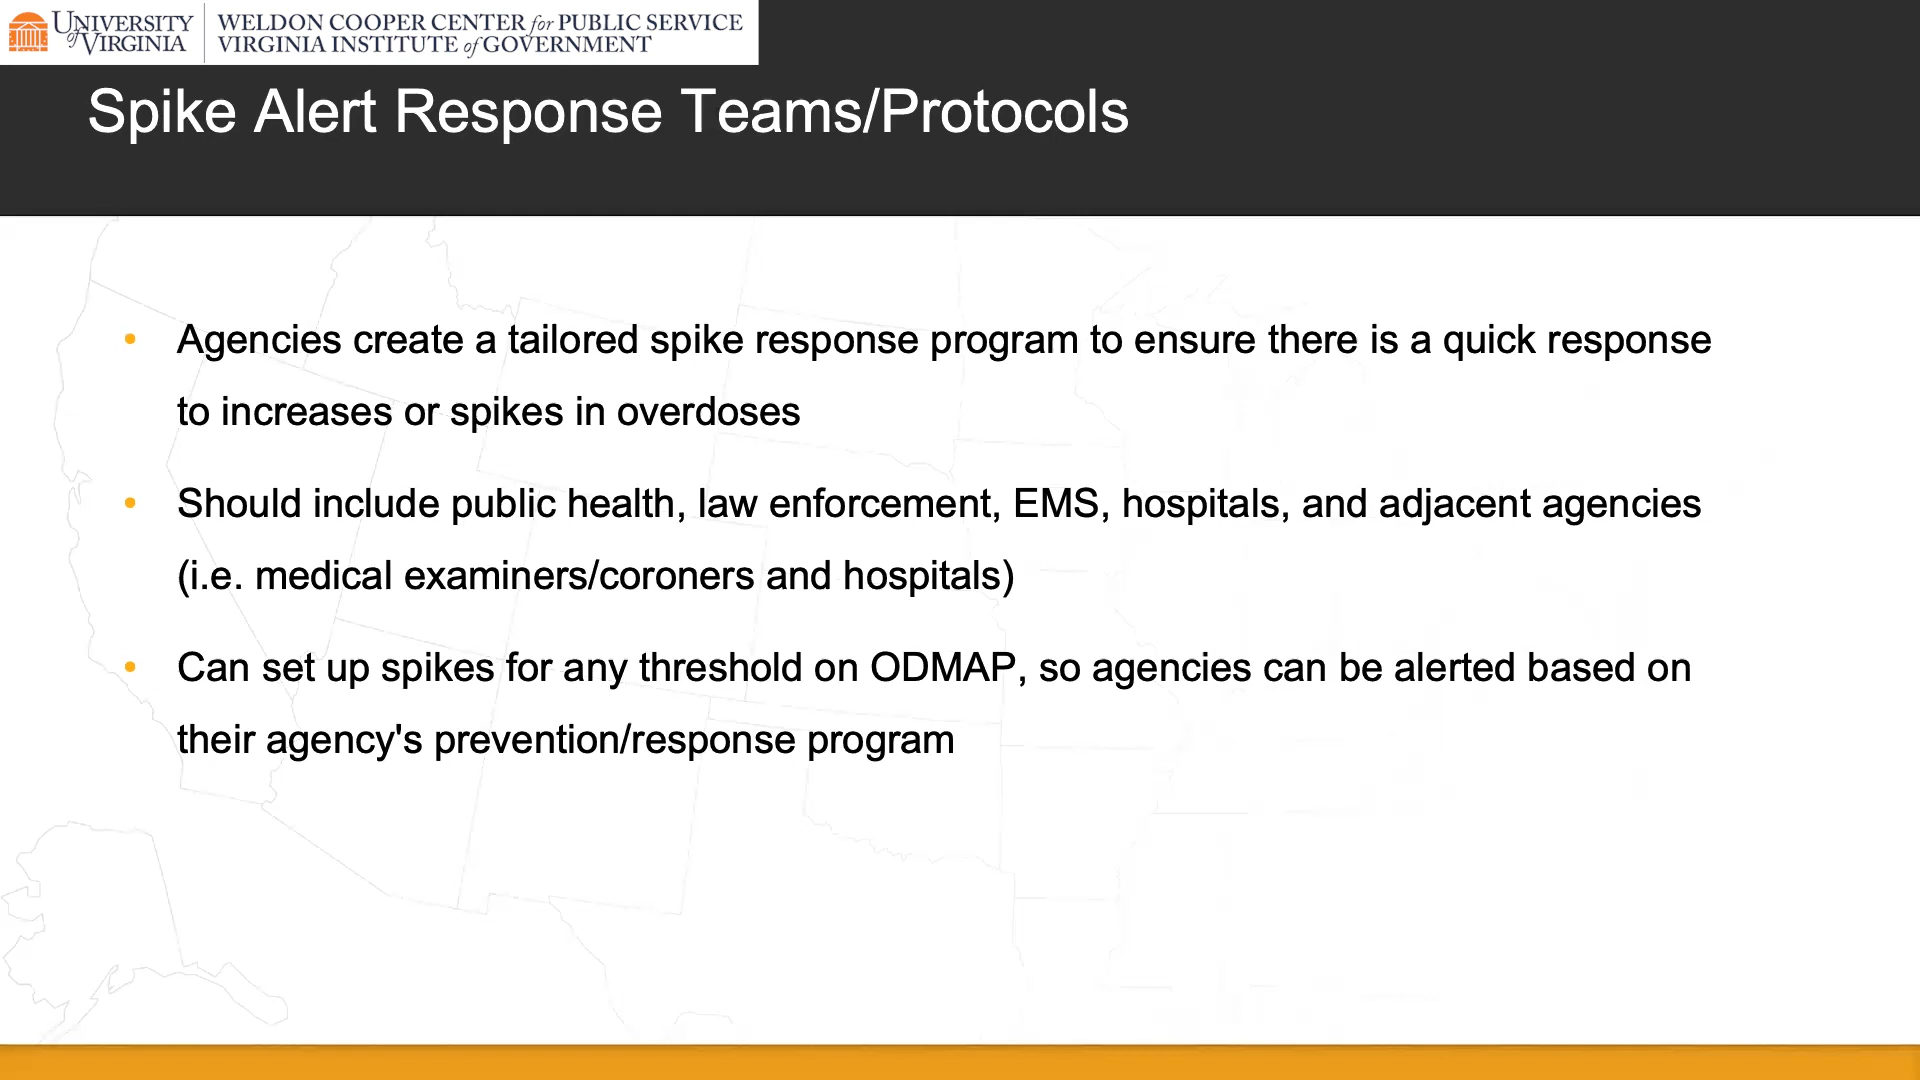 UNIVERSITY of VIRGINIA
WELDON COOPER CENTER for PUBLIC SERVICE
VIRGINIA INSTITUTE of GOVERNMENT
Spike Alert Response Teams/Protocols
• Agencies create a tailored spike response program to ensure there is a quick response
to increases or spikes in overdoses
• Should include public health, law enforcement, EMS, hospitals, and adjacent agencies
(i.e. medical examiners/coroners and hospitals)
• Can set up spikes for any threshold on ODMAP, so agencies can be alerted based on
their agency's prevention/response program